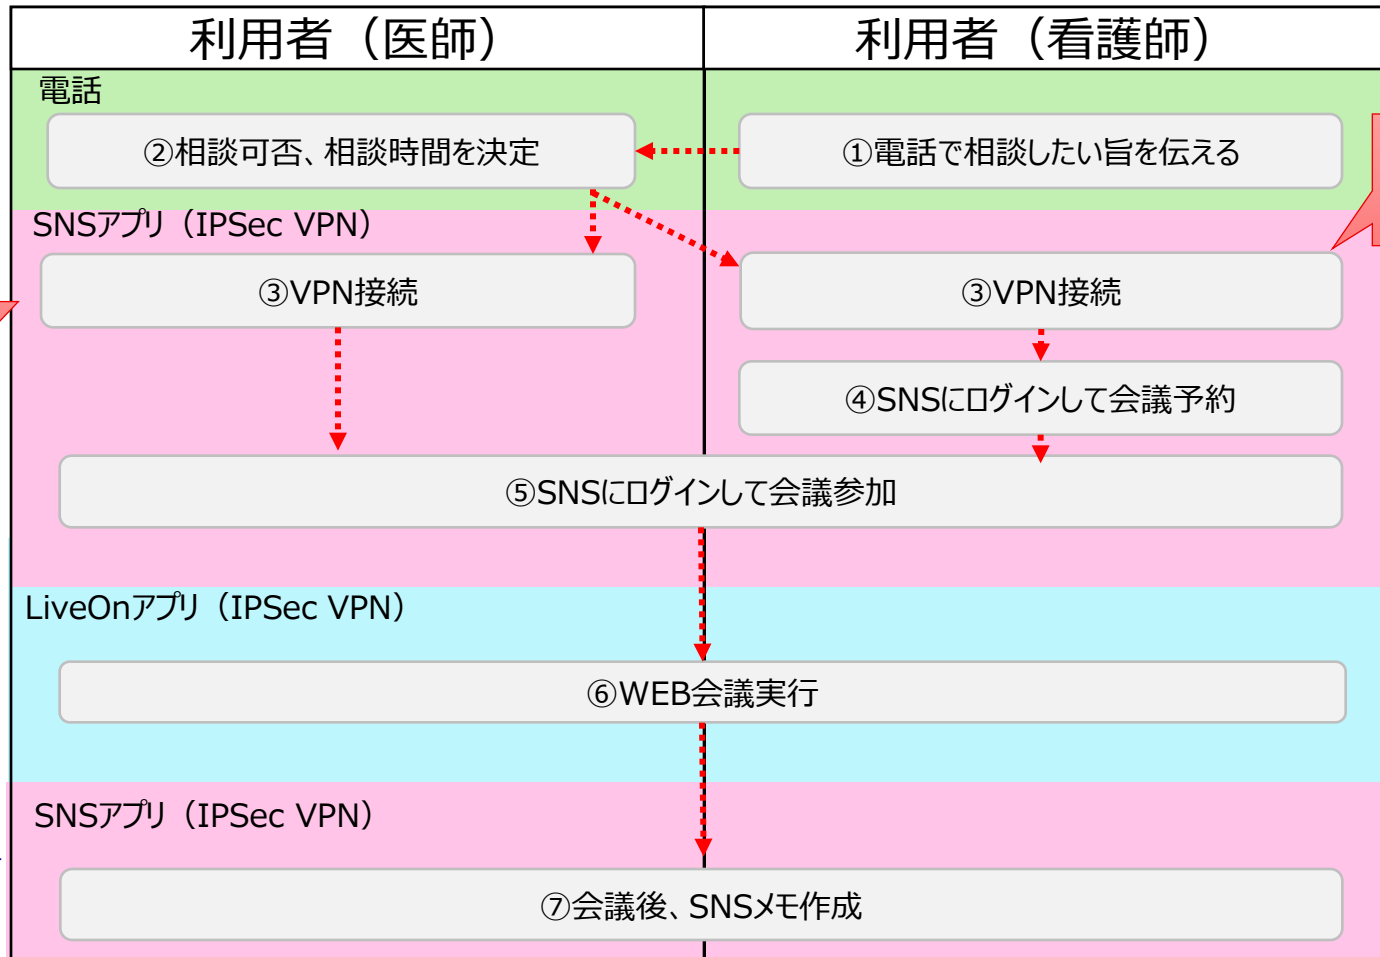 利用者（医師）
利用者（看護師）
電話
②相談可否、相談時間を決定
①電話で相談したい旨を伝える
SNSアプリ（IPSec VPN）
③VPN接続
③VPN接続
④SNSにログインして会議予約
⑤SNSにログインして会議参加
LiveOnアプリ（IPSec VPN）
⑥WEB会議実行
SNSアプリ（IPSec VPN）
⑦会議後、SNSメモ作成